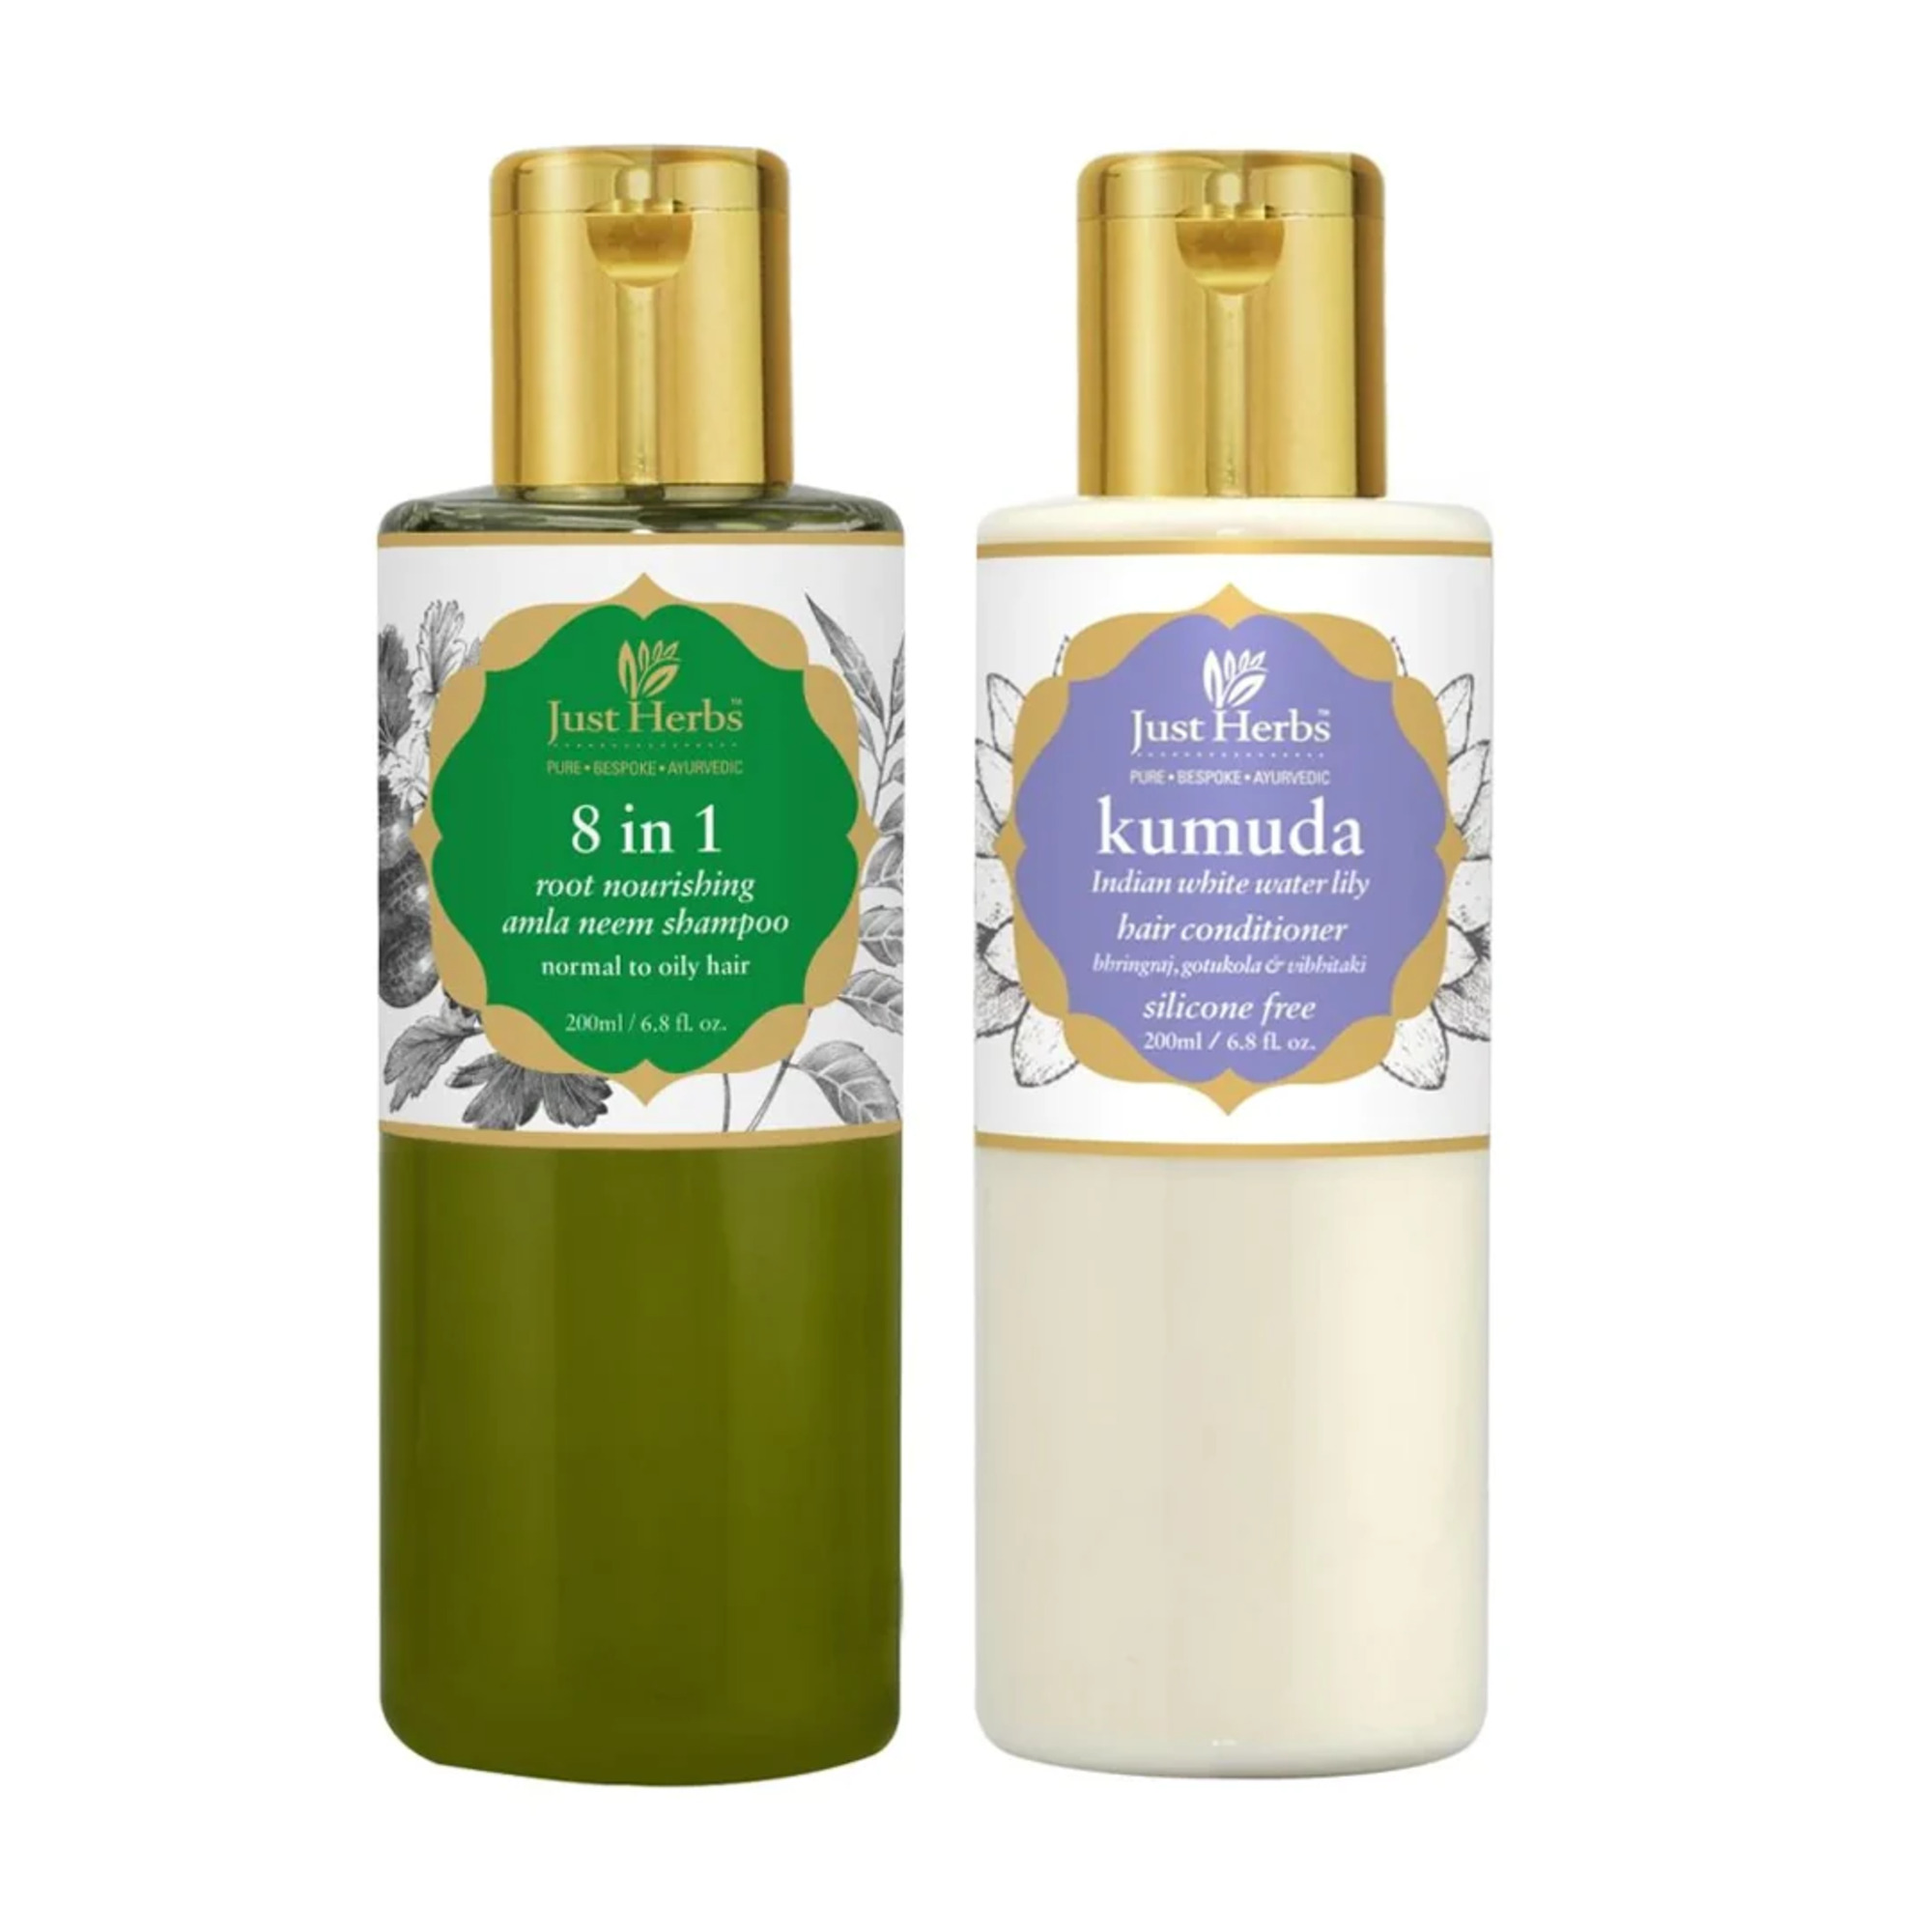 Just Herbs™
PURE • BESPOKE • AYURVEDIC
8 in 1
root nourishing
amla neem shampoo
normal to oily hair
200ml / 6.8 fl. oz.
Just Herbs™
PURE • BESPOKE • AYURVEDIC
kumuda
Indian white water lily
hair conditioner
bhringraj, gotukola & vibhitaki
silicone free
200ml / 6.8 fl. oz.